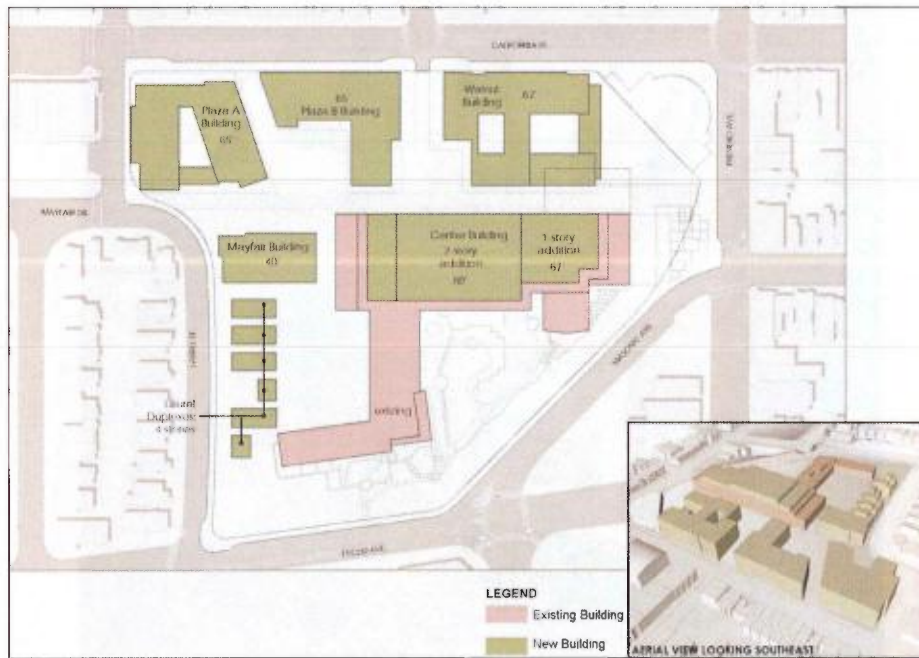 CALIFORNIA ST
Plaza A
Building
65
65
Plaza B Building
Walnut
Building
67
PRESIDIO AVE
MAYFAIR DR
Mayfair Building
40
Center Building
2-story
addition
1-story
addition
67
MASONIC AVE
LAUREL ST
Laurel
Duplexes:
4 stories
existing
EUCLID AVE
LEGEND
Existing Building
New Building
AERIAL VIEW LOOKING SOUTHEAST